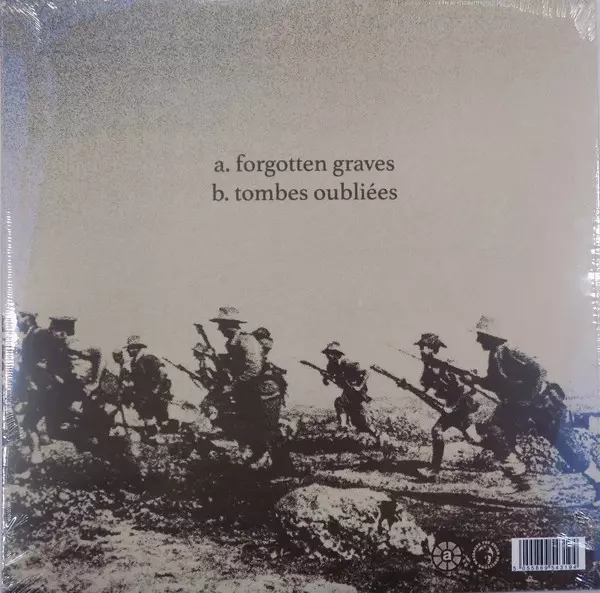 a. forgotten graves
b. tombes oubliées
a